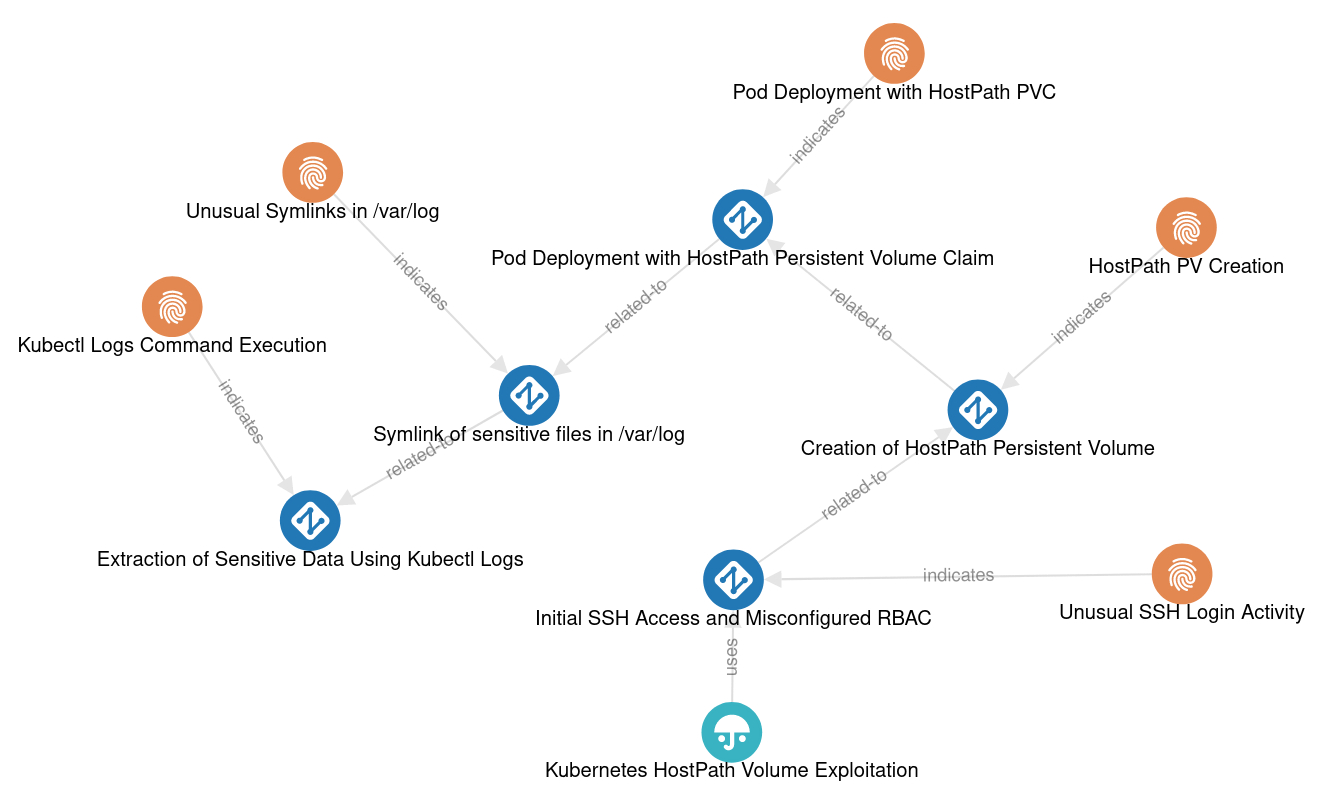 Pod Deployment with HostPath PVC
indicates
Unusual Symlinks in /var/log
Pod Deployment with HostPath Persistent Volume Claim
HostPath PV Creation
indicates
related-to
related-to
indicates
Kubectl Logs Command Execution
indicates
Symlink of sensitive files in /var/log
related-to
Creation of HostPath Persistent Volume
related-to
Extraction of Sensitive Data Using Kubectl Logs
indicates
Initial SSH Access and Misconfigured RBAC
Unusual SSH Login Activity
uses
Kubernetes HostPath Volume Exploitation